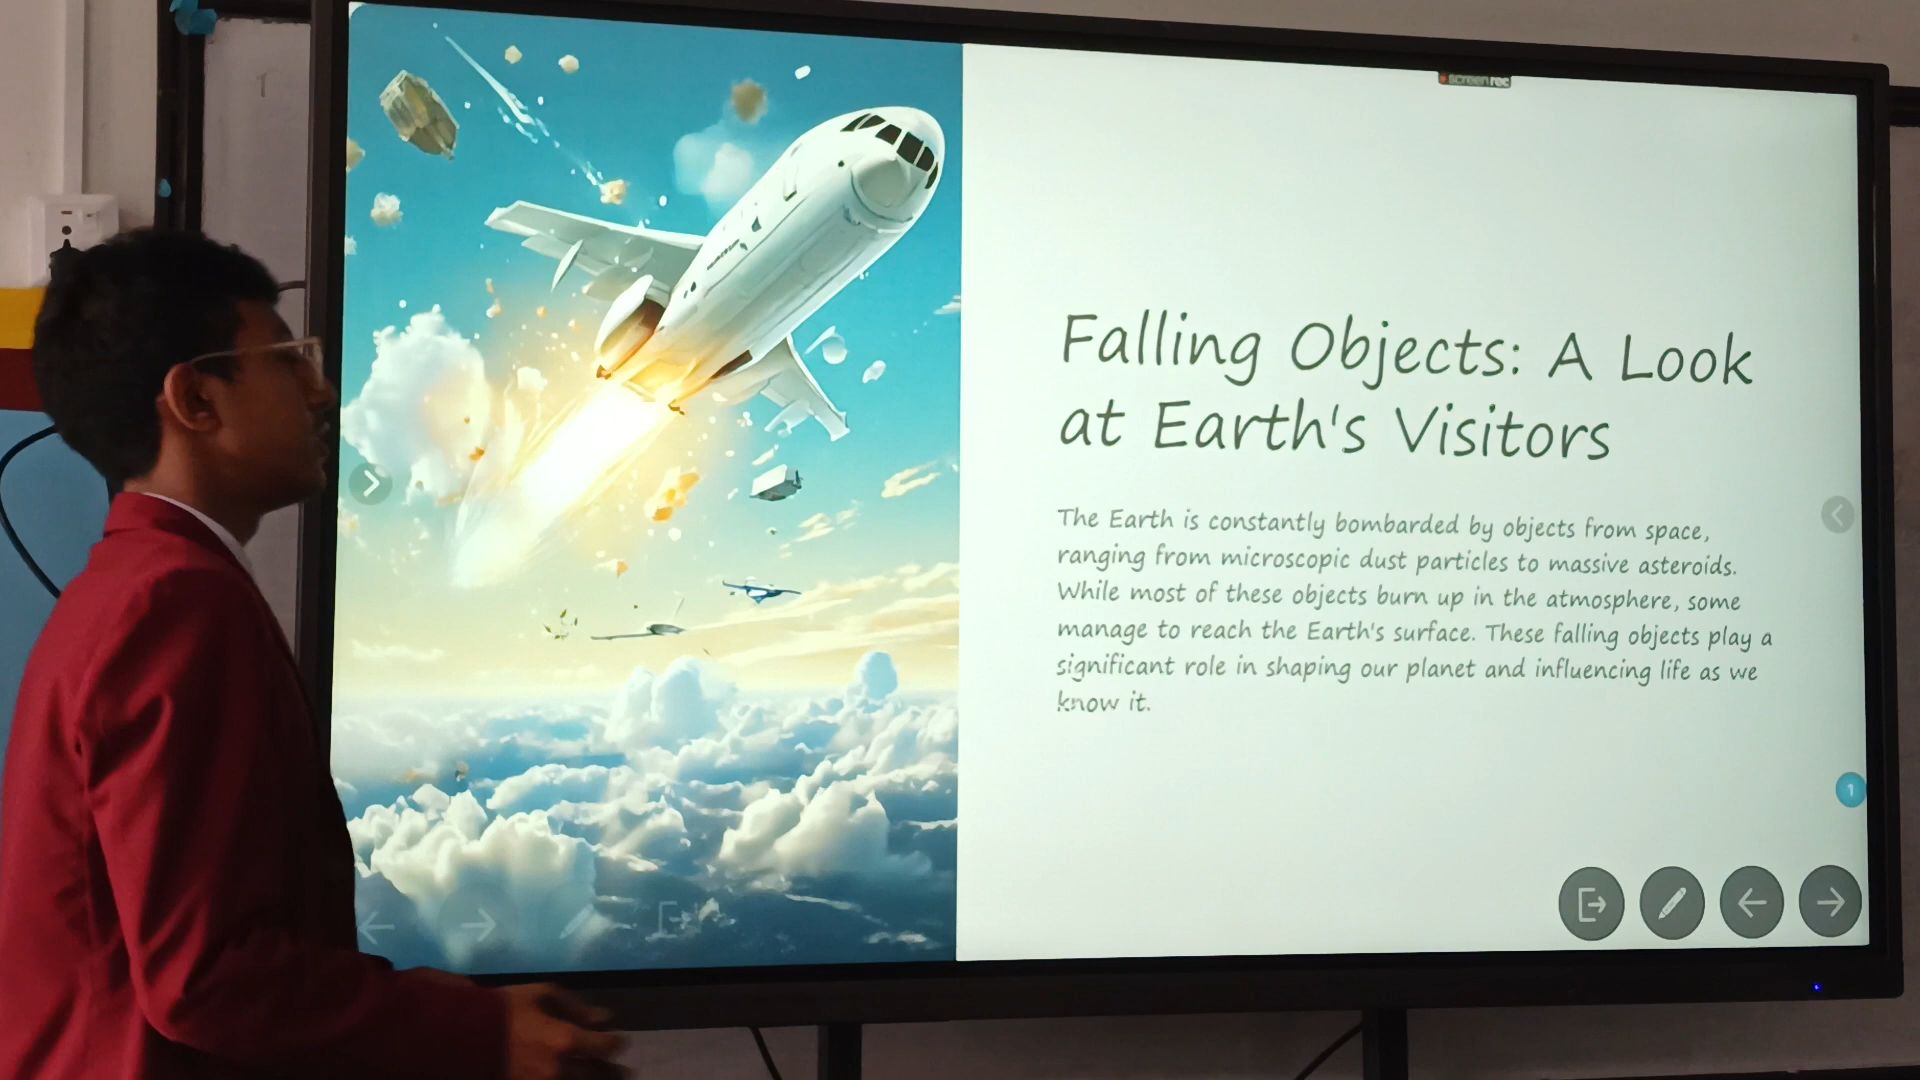 screenrec
Falling Objects: A Look
at Earth's Visitors
The Earth is constantly bombarded by objects from space,
ranging from microscopic dust particles to massive asteroids.
While most of these objects burn up in the atmosphere, some
manage to reach the Earth's surface. These falling objects play a
significant role in shaping our planet and influencing life as we
know it.
1